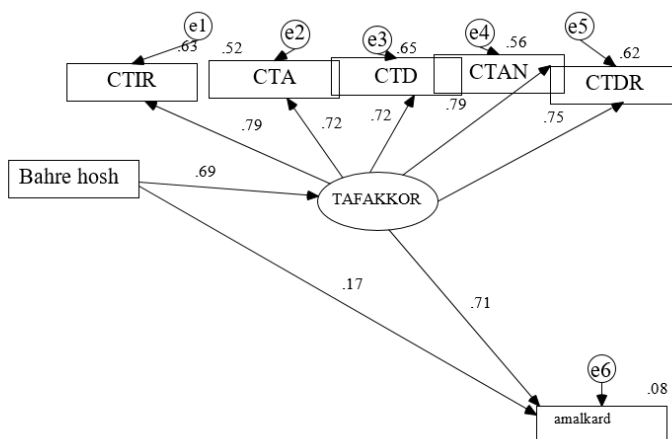 e1
e2
e3
e4
e5
.63
.52
.65
.56
.62
CTIR
CTA
CTD
CTAN
CTDR
.79
.72
.72
.79
.75
Bahre hosh
.69
TAFAKKOR
.17
.71
e6
.08
amalkard